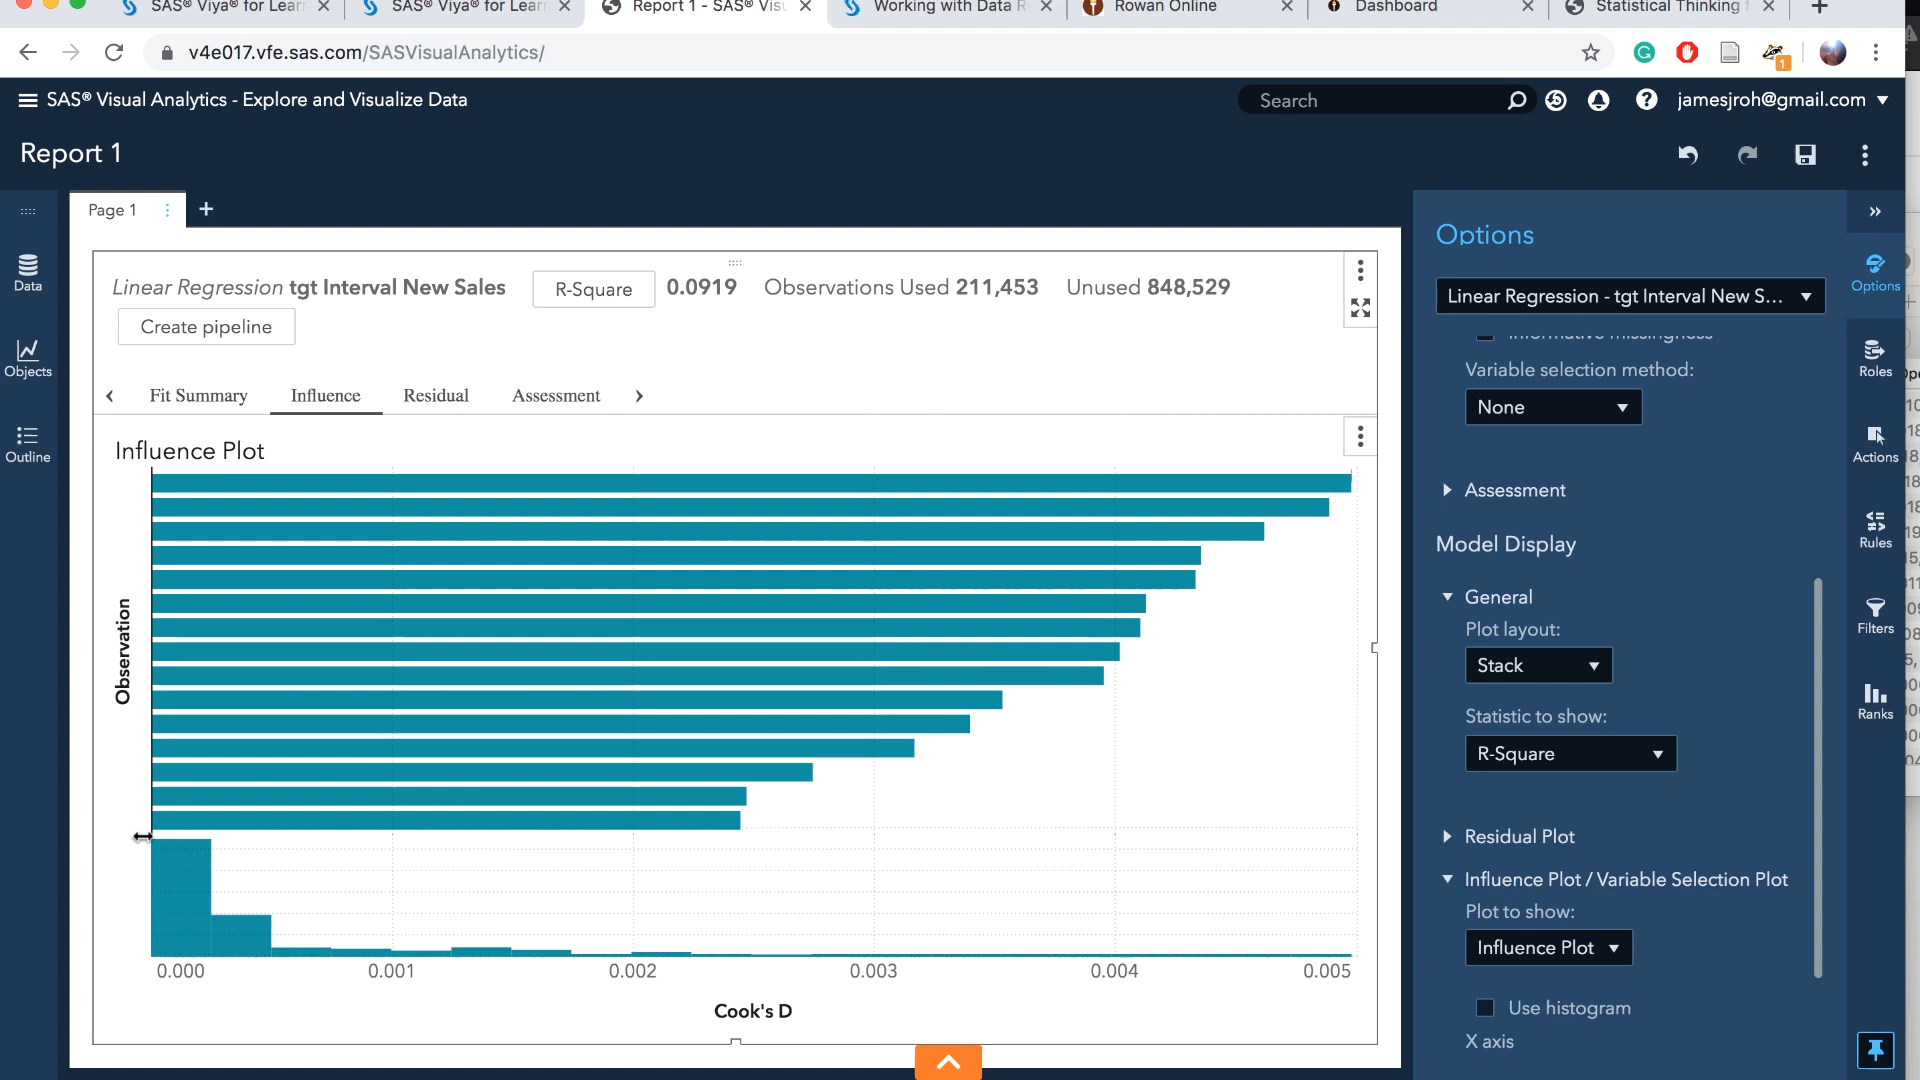 SAS® Viya® for Lear
SAS® Viya® for Lear
Report 1 - SAS® Visu
Working with Data R
Rowan Online
Dashboard
Statistical Thinking
v4e017.vfe.sas.com/SASVisualAnalytics/
1
SAS® Visual Analytics - Explore and Visualize Data
Search
jamesjroh@gmail.com
Report 1
Page 1
Data
Objects
Outline
Linear Regression tgt Interval New Sales
R-Square
0.0919
Observations Used 211,453
Unused 848,529
Create pipeline
Fit Summary
Influence
Residual
Assessment
Influence Plot
Observation
0.000
0.001
0.002
0.003
0.004
0.005
Cook's D
Options
Linear Regression - tgt Interval New S...
Informative missingness
Variable selection method:
None
Assessment
Model Display
General
Plot layout:
Stack
Statistic to show:
R-Square
Residual Plot
Influence Plot / Variable Selection Plot
Plot to show:
Influence Plot
Use histogram
X axis
Options
Roles
Actions
Rules
Filters
Ranks